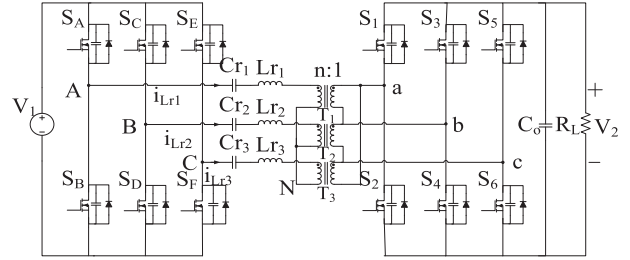 S_A S_C S_E S_1 S_3 S_5
Cr_1 Lr_1 n:1
A a
i_Lr1
V_1 + −
Cr_2 Lr_2 T_1
B b
i_Lr2
C_o R_L + V_2 −
Cr_3 Lr_3 T_2
C c
i_Lr3
N T_3
S_B S_D S_F S_2 S_4 S_6